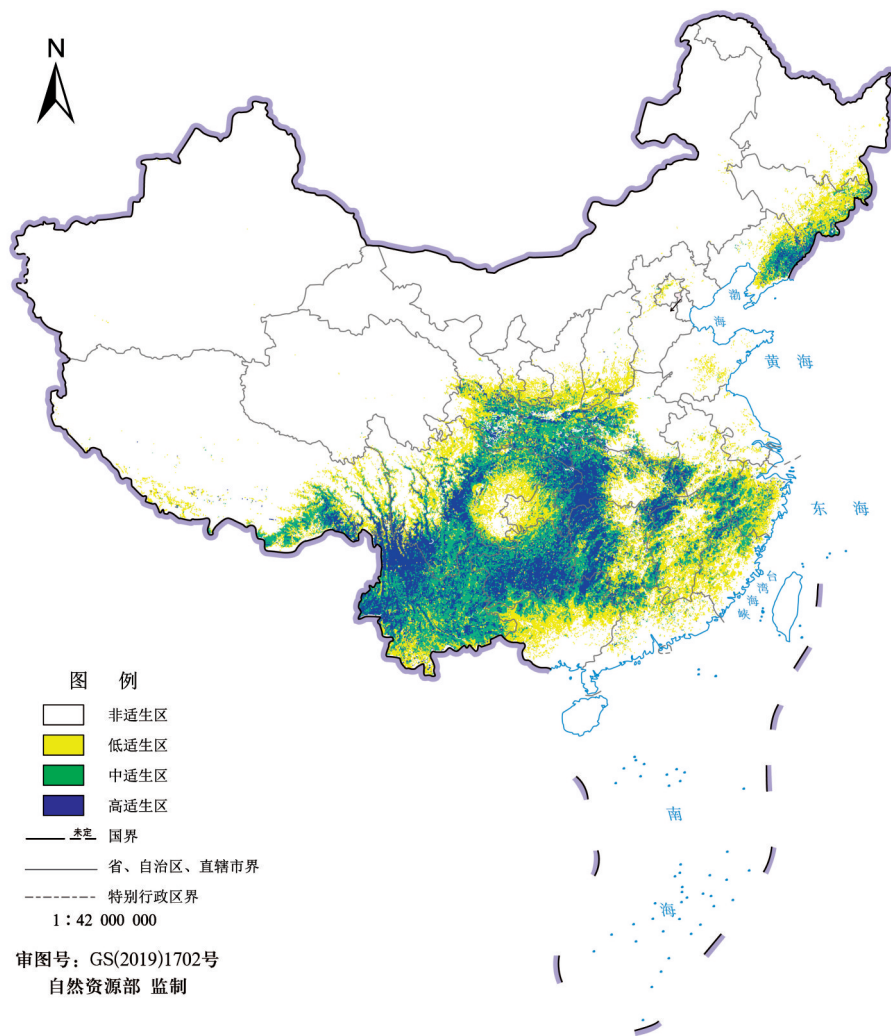 N
渤
海
黄 海
东 海
台
湾
海
峡
南
海
图 例
非适生区
低适生区
中适生区
高适生区
未定 国界
省、自治区、直辖市界
特别行政区界
1∶42 000 000
审图号：GS(2019)1702号
自然资源部 监制